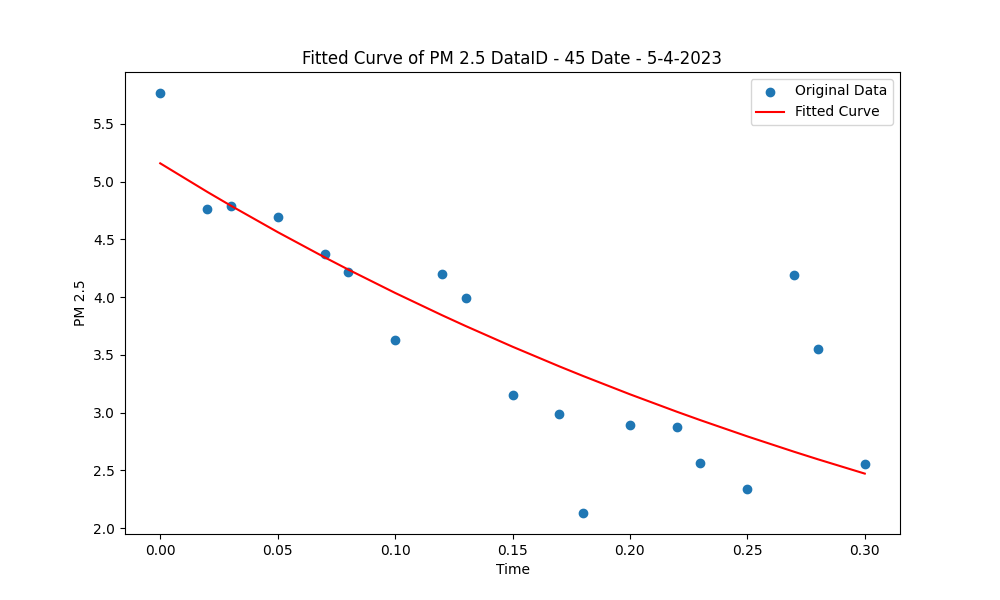 Fitted Curve of PM 2.5 DataID - 45 Date - 5-4-2023
Original Data
Fitted Curve
5.5
5.0
4.5
4.0
3.5
3.0
2.5
2.0
PM 2.5
0.00 0.05 0.10 0.15 0.20 0.25 0.30
Time